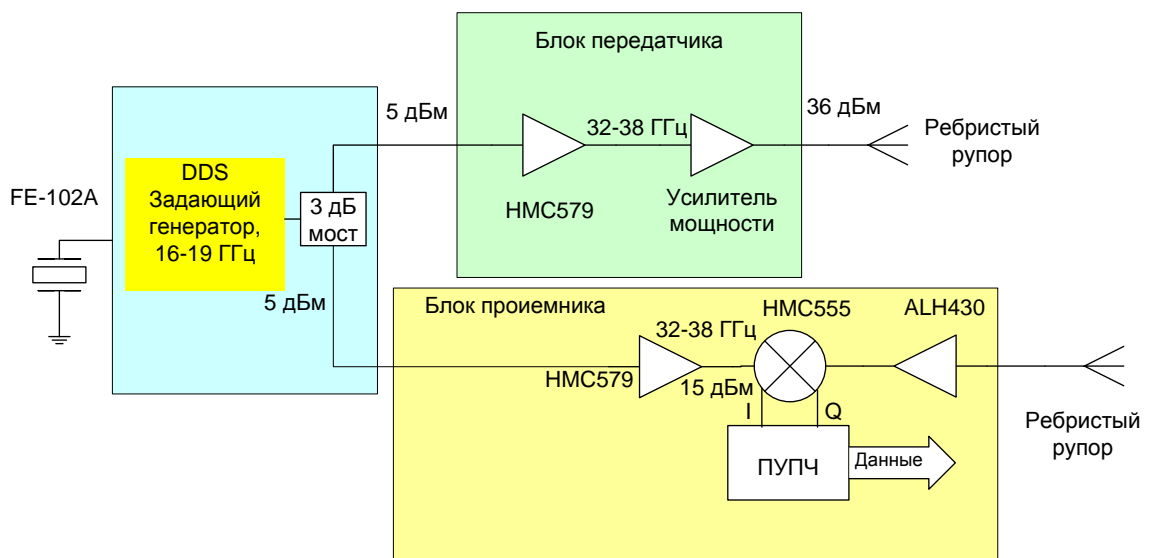 Блок передатчика
5 дБм
36 дБм
32-38 ГГц
Ребристый
рупор
DDS
Задающий
генератор,
16-19 ГГц
FE-102A
3 дБ
мост
HMC579
Усилитель
мощности
5 дБм
Блок проиемника
HMC555
ALH430
32-38 ГГц
HMC579
15 дБм
I
Q
Ребристый
рупор
ПУПЧ
Данные